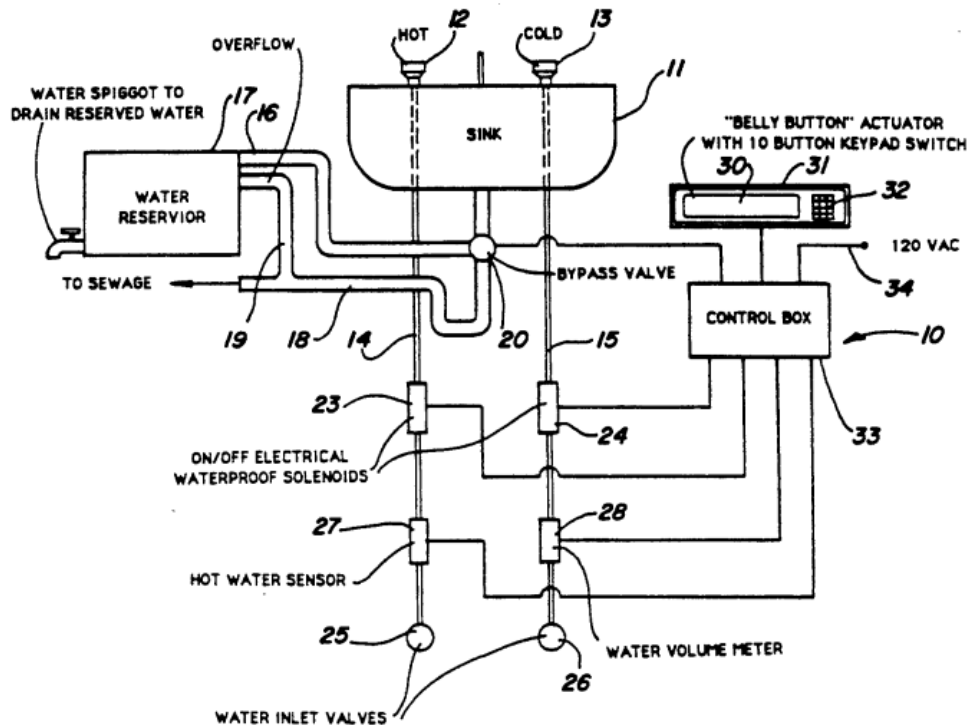 HOT
12
COLD
13
OVERFLOW
WATER SPIGGOT TO
DRAIN RESERVED WATER
17
16
11
SINK
"BELLY BUTTON" ACTUATOR
WITH 10 BUTTON KEYPAD SWITCH
30
31
32
WATER
RESERVIOR
120 VAC
34
TO SEWAGE
BYPASS VALVE
19
18
14
20
15
CONTROL BOX
10
33
23
24
ON/OFF ELECTRICAL
WATERPROOF SOLENOIDS
27
28
HOT WATER SENSOR
25
26
WATER VOLUME METER
WATER INLET VALVES